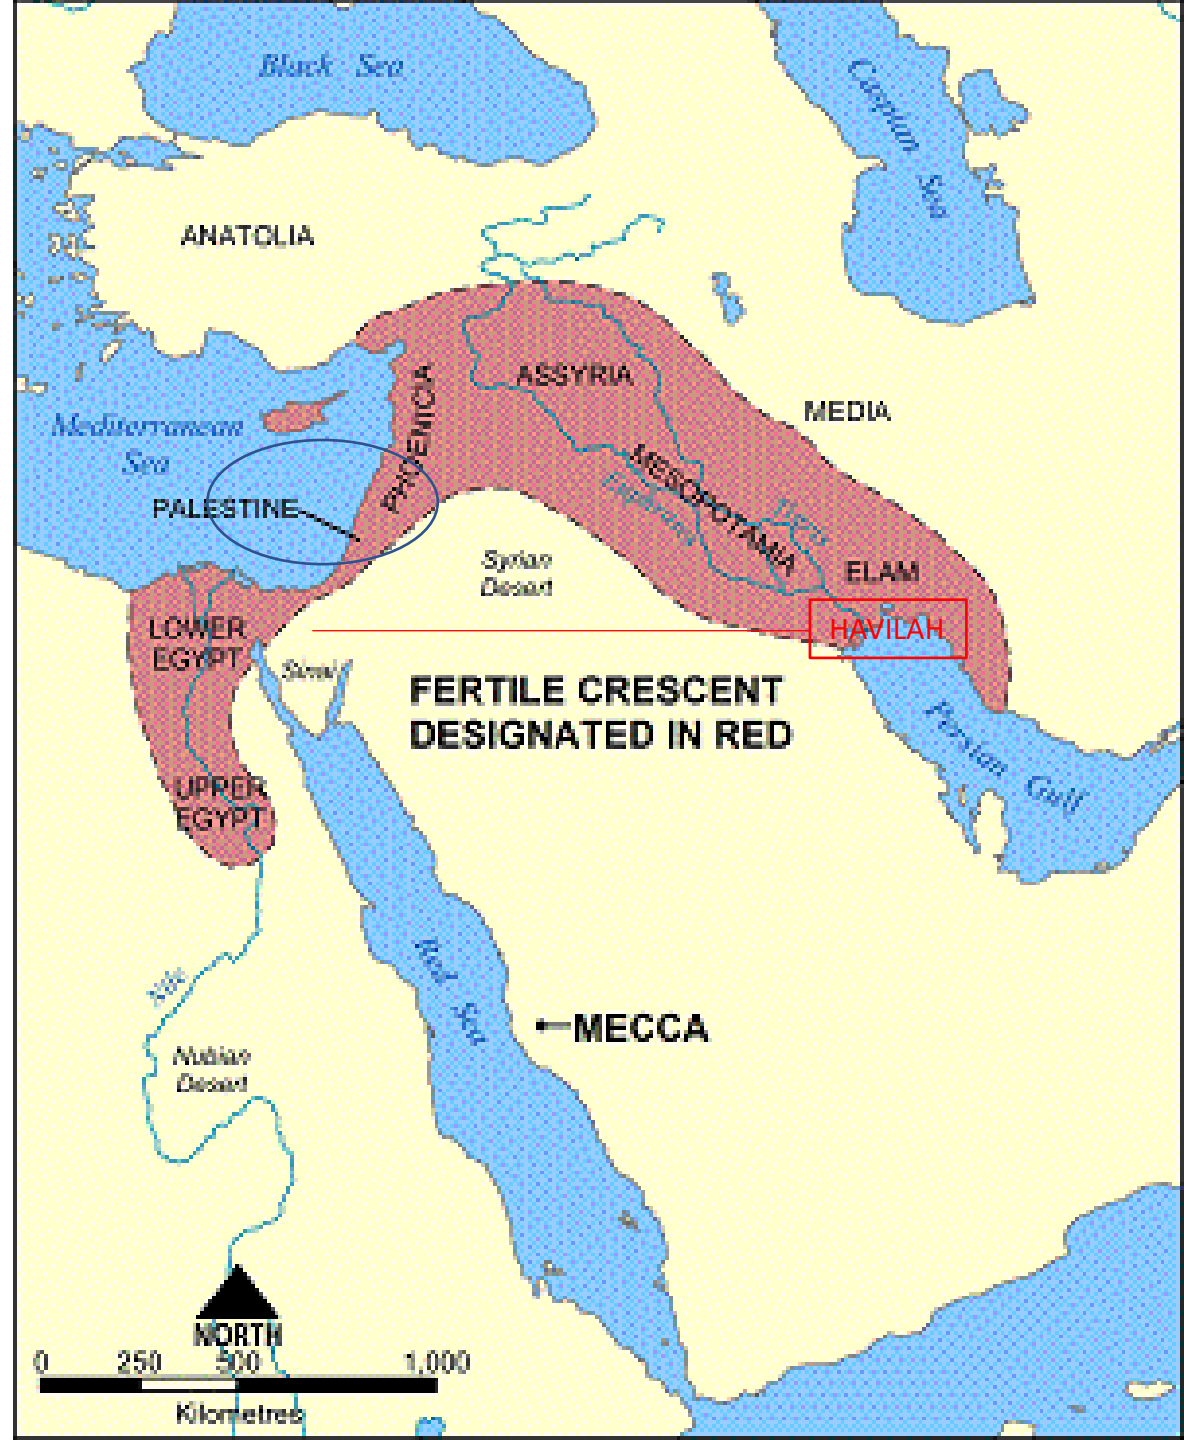 Black Sea
Caspian Sea
ANATOLIA
ASSYRIA
MEDIA
PHOENICIA
Mediterranean
Sea
MESOPOTAMIA
Euphrates
Tigris
PALESTINE
Syrian
Desert
ELAM
HAVILAH
LOWER
EGYPT
Sinai
FERTILE CRESCENT
DESIGNATED IN RED
Persian Gulf
UPPER
EGYPT
Red Sea
Nile
MECCA
Nubian
Desert
NORTH
0 250 500 1,000
Kilometres